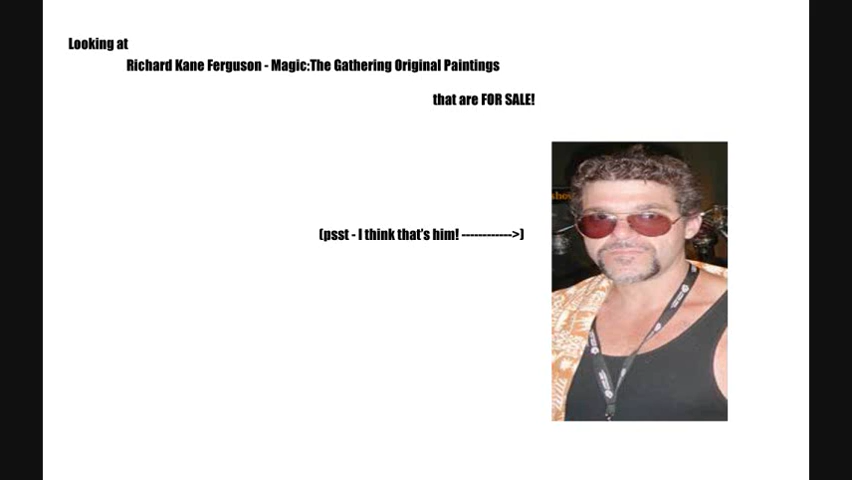 Looking at
Richard Kane Ferguson - Magic:The Gathering Original Paintings
that are FOR SALE!
(psst - I think that's him! ------------>)